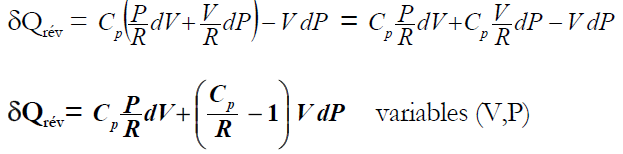 δQ_rév = C_p(P/R dV + V/R dP) − V dP = C_p P/R dV + C_p V/R dP − V dP
δQ_rév = C_p P/R dV + (C_p/R − 1) V dP variables (V,P)